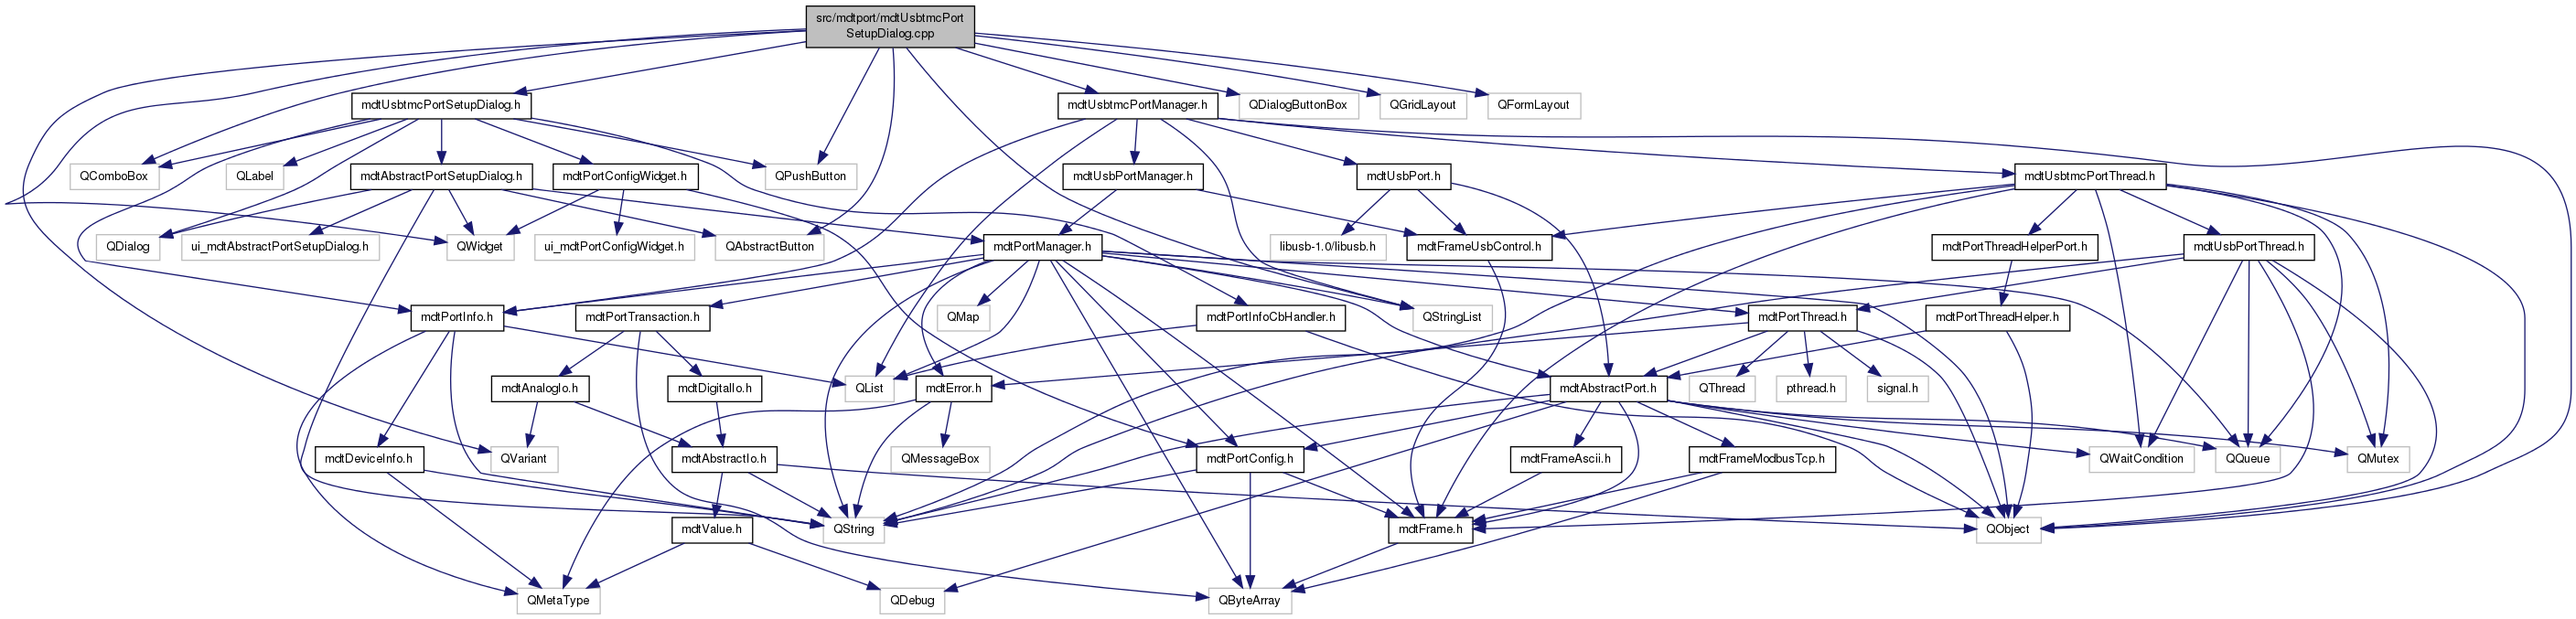 src/mdtport/mdtUsbtmcPort
SetupDialog.cpp
mdtUsbtmcPortSetupDialog.h
mdtUsbtmcPortManager.h
QDialogButtonBox
QGridLayout
QFormLayout
QComboBox
QLabel
mdtAbstractPortSetupDialog.h
mdtPortConfigWidget.h
QPushButton
mdtUsbPortManager.h
mdtUsbPort.h
mdtUsbtmcPortThread.h
QDialog
ui_mdtAbstractPortSetupDialog.h
QWidget
ui_mdtPortConfigWidget.h
QAbstractButton
mdtPortManager.h
libusb-1.0/libusb.h
mdtFrameUsbControl.h
mdtPortThreadHelperPort.h
mdtUsbPortThread.h
mdtPortInfo.h
mdtPortTransaction.h
QMap
mdtPortInfoCbHandler.h
QStringList
mdtPortThread.h
mdtPortThreadHelper.h
mdtAnalogIo.h
mdtDigitalIo.h
QList
mdtError.h
mdtAbstractPort.h
QThread
pthread.h
signal.h
mdtDeviceInfo.h
QVariant
mdtAbstractIo.h
QMessageBox
mdtPortConfig.h
mdtFrameAscii.h
mdtFrameModbusTcp.h
QWaitCondition
QQueue
QMutex
mdtValue.h
QString
mdtFrame.h
QObject
QMetaType
QDebug
QByteArray